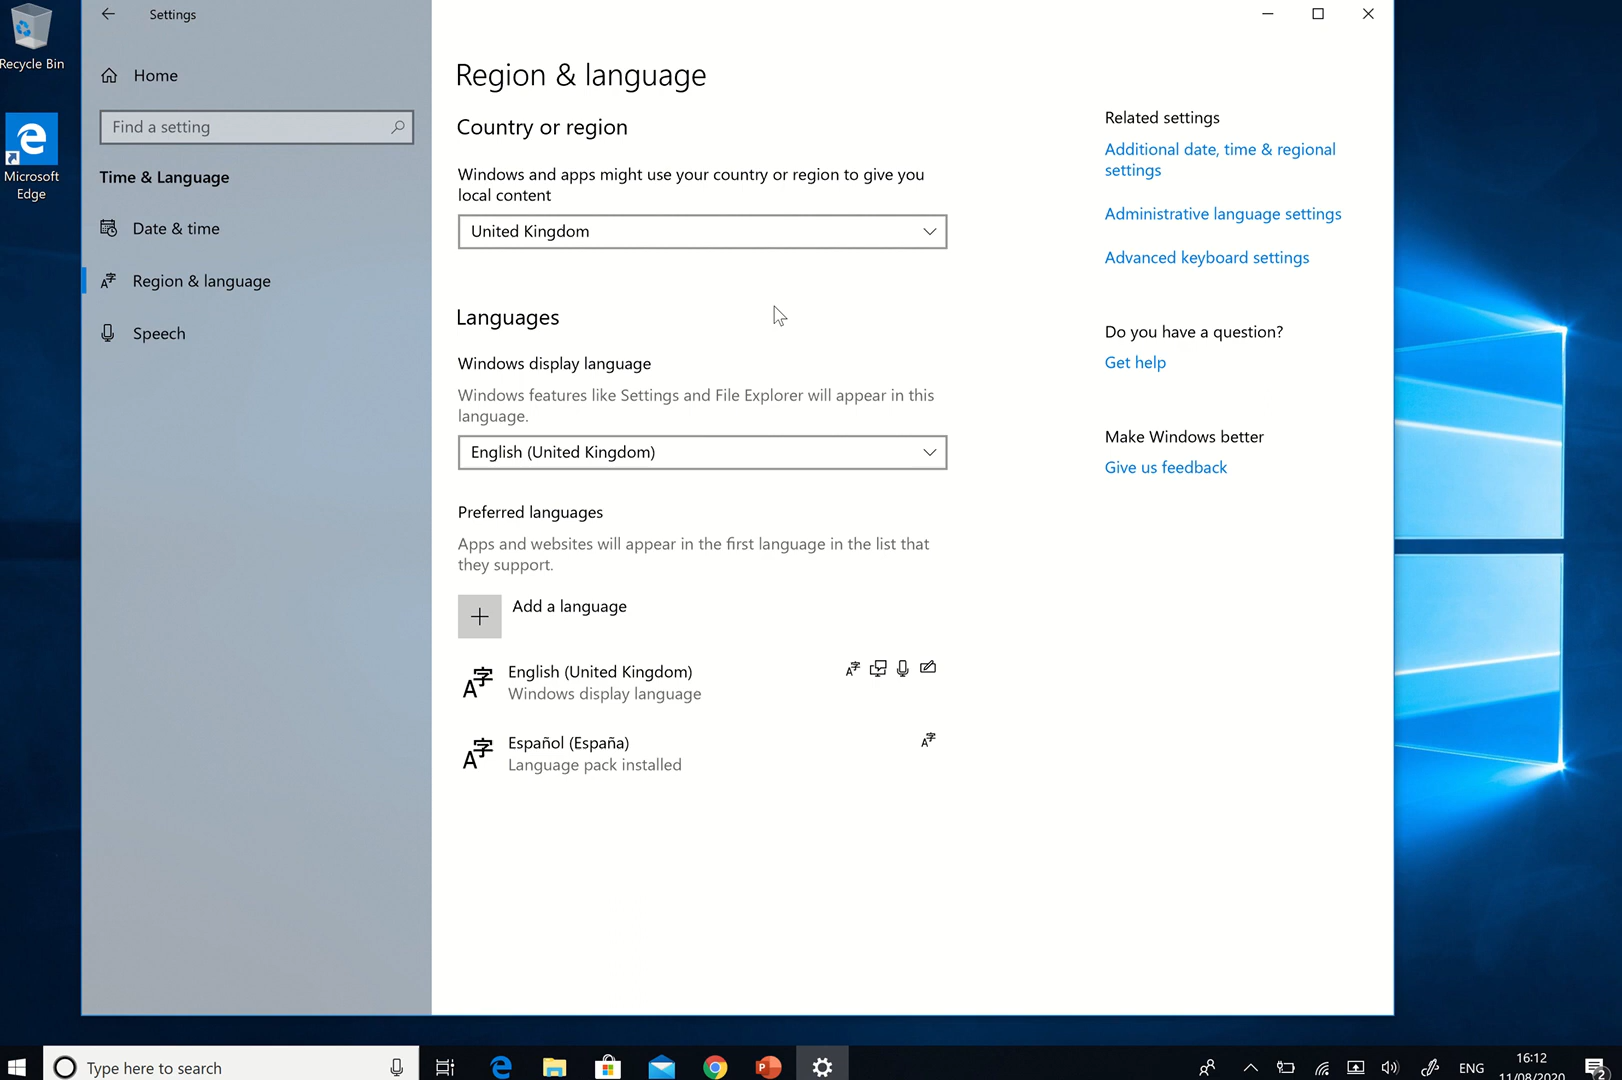 Recycle Bin
Microsoft
Edge
Settings
Home
Find a setting
Time & Language
Date & time
Region & language
Speech
Region & language
Country or region
Windows and apps might use your country or region to give you
local content
United Kingdom
Languages
Windows display language
Windows features like Settings and File Explorer will appear in this
language.
English (United Kingdom)
Preferred languages
Apps and websites will appear in the first language in the list that
they support.
Add a language
English (United Kingdom)
Windows display language
Español (España)
Language pack installed
Related settings
Additional date, time & regional
settings
Administrative language settings
Advanced keyboard settings
Do you have a question?
Get help
Make Windows better
Give us feedback
Type here to search
ENG
16:12
11/08/2020
2